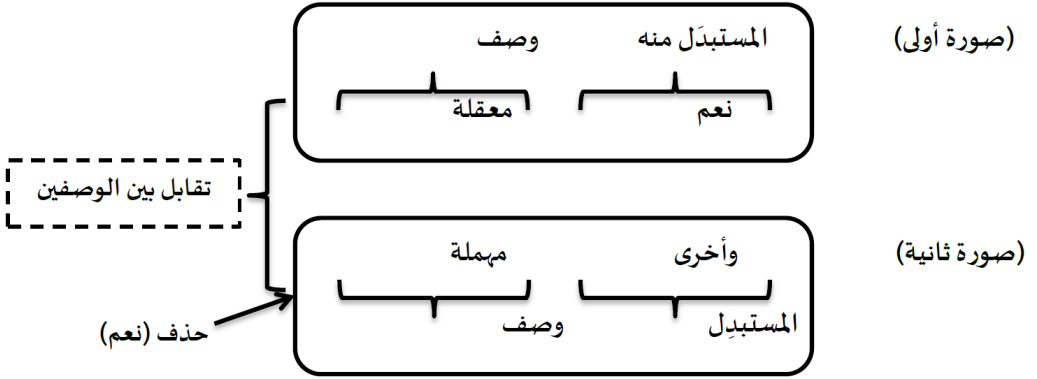 (صورة أولى)
المستبدَل منه
وصف
نعم
معقلة
تقابل بين الوصفين
(صورة ثانية)
وأخرى
مهملة
المستبدِل
وصف
حذف (نعم)